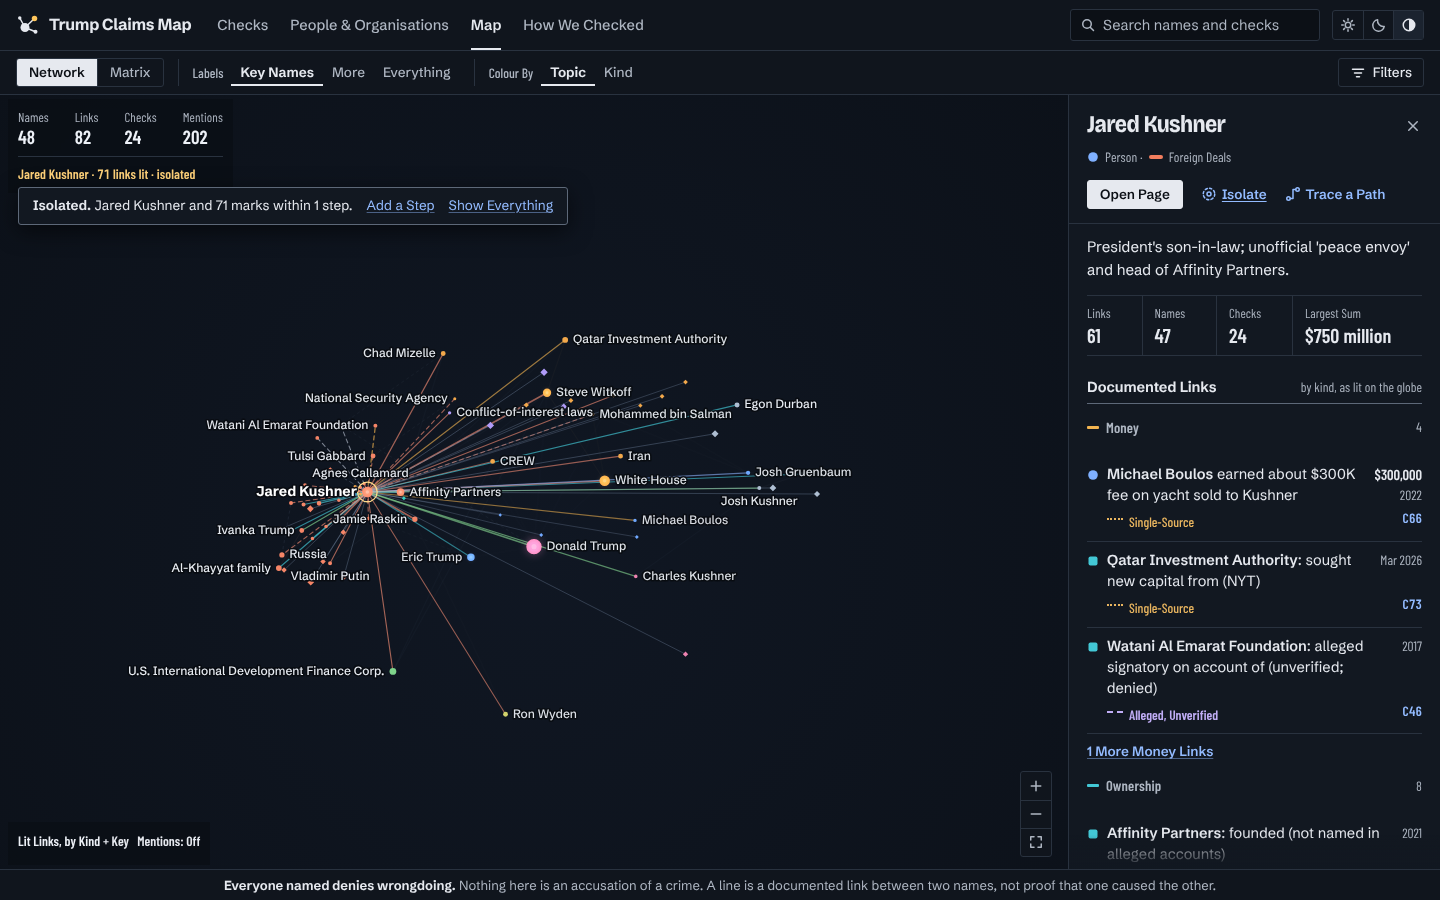 Trump Claims Map
Checks
People & Organisations
Map
How We Checked
Search names and checks
Network
Matrix
Labels
Key Names
More
Everything
Colour By
Topic
Kind
Filters
Names Links Checks Mentions
48 82 24 202
Jared Kushner · 71 links lit · isolated
Isolated. Jared Kushner and 71 marks within 1 step. Add a Step Show Everything
Qatar Investment Authority
Chad Mizelle
Steve Witkoff
National Security Agency
Conflict-of-interest laws
Mohammed bin Salman
Egon Durban
Watani Al Emarat Foundation
Tulsi Gabbard
CREW
Iran
Agnes Callamard
White House
Josh Gruenbaum
Jared Kushner
Affinity Partners
Josh Kushner
Jamie Raskin
Michael Boulos
Ivanka Trump
Donald Trump
Russia
Eric Trump
Al-Khayyat family
Vladimir Putin
Charles Kushner
U.S. International Development Finance Corp.
Ron Wyden
Lit Links, by Kind + Key Mentions: Off
Jared Kushner
Person · Foreign Deals
Open Page
Isolate
Trace a Path
President's son-in-law; unofficial 'peace envoy'
and head of Affinity Partners.
Links Names Checks Largest Sum
61 47 24 $750 million
Documented Links
by kind, as lit on the globe
Money 4
Michael Boulos earned about $300K $300,000
fee on yacht sold to Kushner 2022
Single-Source C66
Qatar Investment Authority: sought Mar 2026
new capital from (NYT)
Single-Source C73
Watani Al Emarat Foundation: alleged 2017
signatory on account of (unverified;
denied)
Alleged, Unverified C46
1 More Money Links
Ownership 8
Affinity Partners: founded (not named in 2021
alleged accounts)
Everyone named denies wrongdoing. Nothing here is an accusation of a crime. A line is a documented link between two names, not proof that one caused the other.